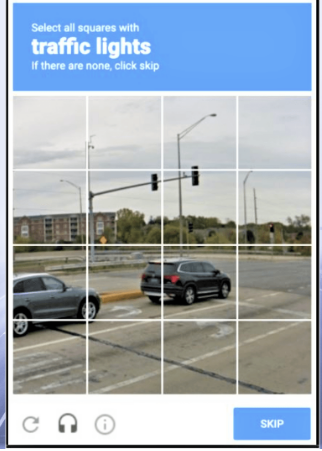 Select all squares with
traffic lights
If there are none, click skip
SKIP